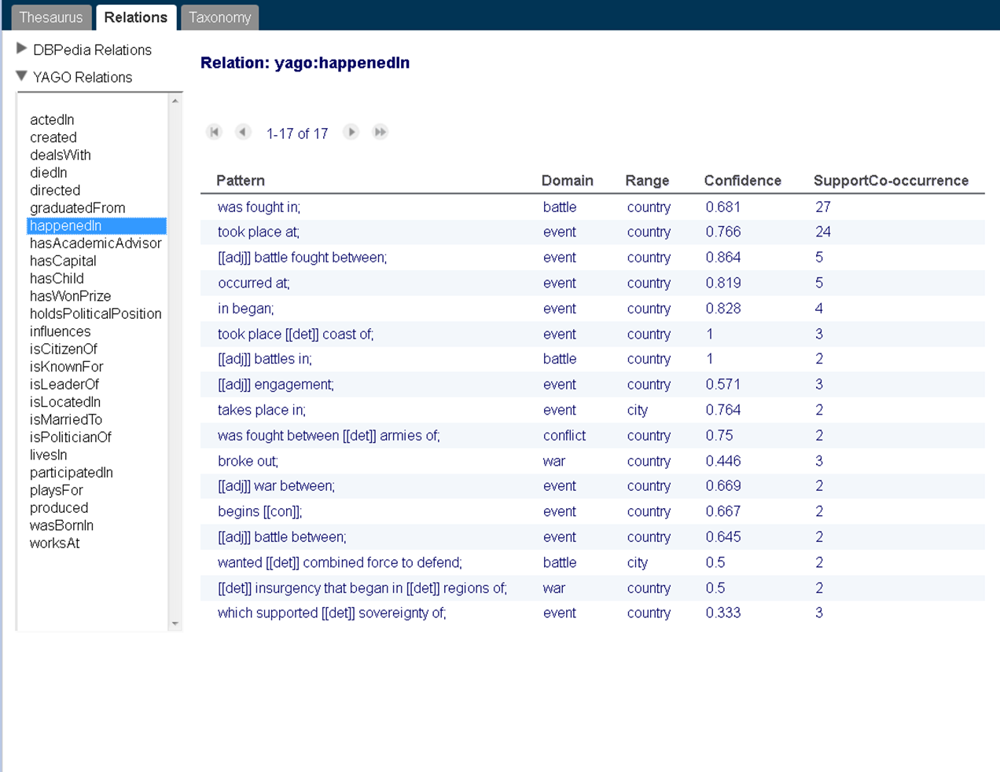 Thesaurus Relations Taxonomy
DBPedia Relations
YAGO Relations
actedIn
created
dealsWith
diedIn
directed
graduatedFrom
happenedIn
hasAcademicAdvisor
hasCapital
hasChild
hasWonPrize
holdsPoliticalPosition
influences
isCitizenOf
isKnownFor
isLeaderOf
isLocatedIn
isMarriedTo
isPoliticianOf
livesIn
participatedIn
playsFor
produced
wasBornIn
worksAt
Relation: yago:happenedIn
1-17 of 17
Pattern Domain Range Confidence SupportCo-occurrence
was fought in; battle country 0.681 27
took place at; event country 0.766 24
[[adj]] battle fought between; event country 0.864 5
occurred at; event country 0.819 5
in began; event country 0.828 4
took place [[det]] coast of; event country 1 3
[[adj]] battles in; battle country 1 2
[[adj]] engagement; event country 0.571 3
takes place in; event city 0.764 2
was fought between [[det]] armies of; conflict country 0.75 2
broke out; war country 0.446 3
[[adj]] war between; event country 0.669 2
begins [[con]]; event country 0.667 2
[[adj]] battle between; event country 0.645 2
wanted [[det]] combined force to defend; battle city 0.5 2
[[det]] insurgency that began in [[det]] regions of; war country 0.5 2
which supported [[det]] sovereignty of; event country 0.333 3